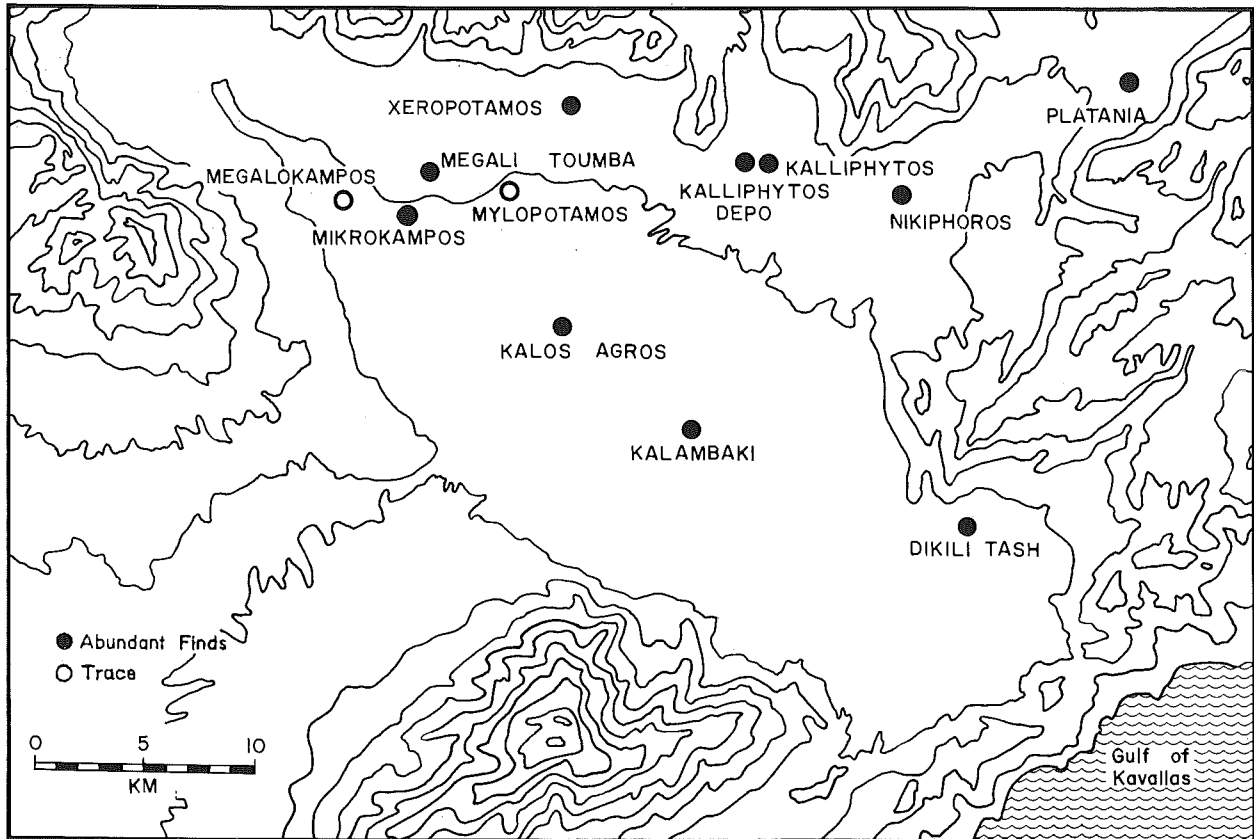 PLATANIA
XEROPOTAMOS
MEGALI TOUMBA
KALLIPHYTOS
MEGALOKAMPOS
KALLIPHYTOS
DEPO
MYLOPOTAMOS
NIKIPHOROS
MIKROKAMPOS
KALOS AGROS
KALAMBAKI
DIKILI TASH
Abundant Finds
Trace
0 5 10
KM
Gulf of
Kavallas